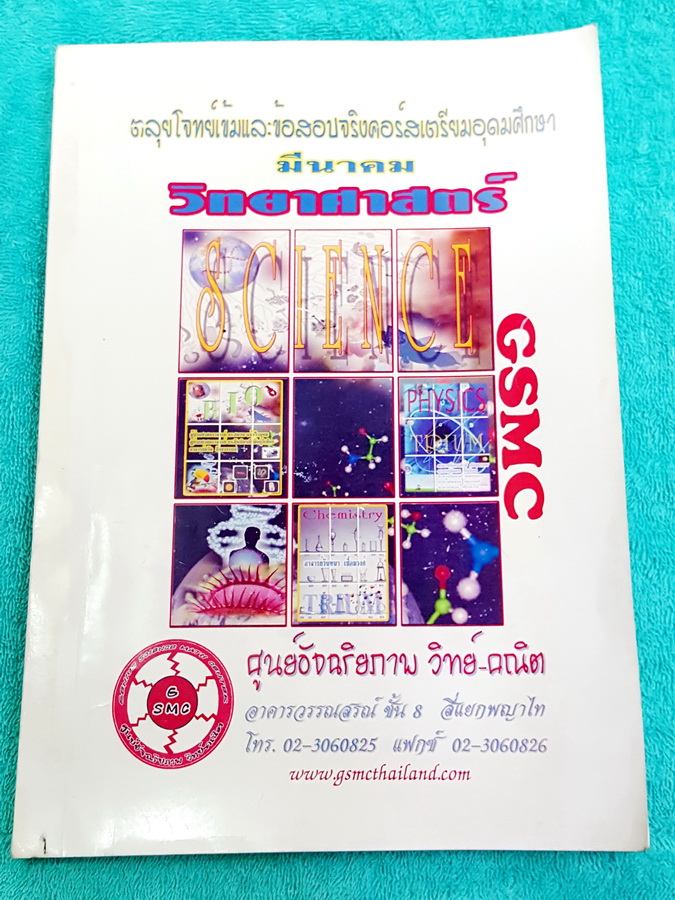 ตลุยโจทย์เข้มและข้อสอบจริงคอร์สเตรียมอุดมศึกษา
มีนาคม
วิทยาศาสตร์
SCIENCE
GSMC
BIO
PHYSICS
TRIUM
Chemistry
TRIUM
G
SMC
ศูนย์อัจฉริยภาพ วิทย์-คณิต
อาคารวรรณสรณ์ ชั้น 8 สี่แยกพญาไท
โทร. 02-3060825 แฟกซ์ 02-3060826
www.gsmcthailand.com